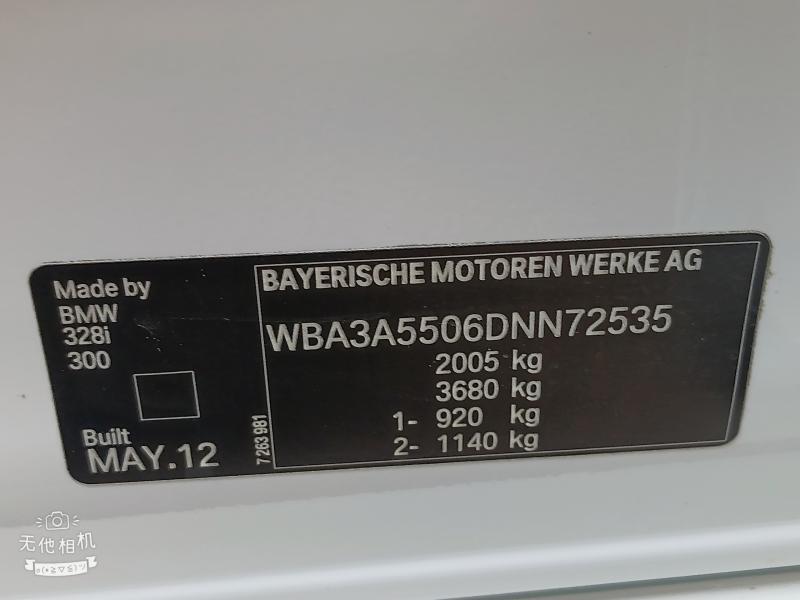 Made by
BMW
328i
300
Built
MAY.12
7 263 981
BAYERISCHE MOTOREN WERKE AG
WBA3A5506DNN72535
2005 kg
3680 kg
1- 920 kg
2- 1140 kg
无他相机